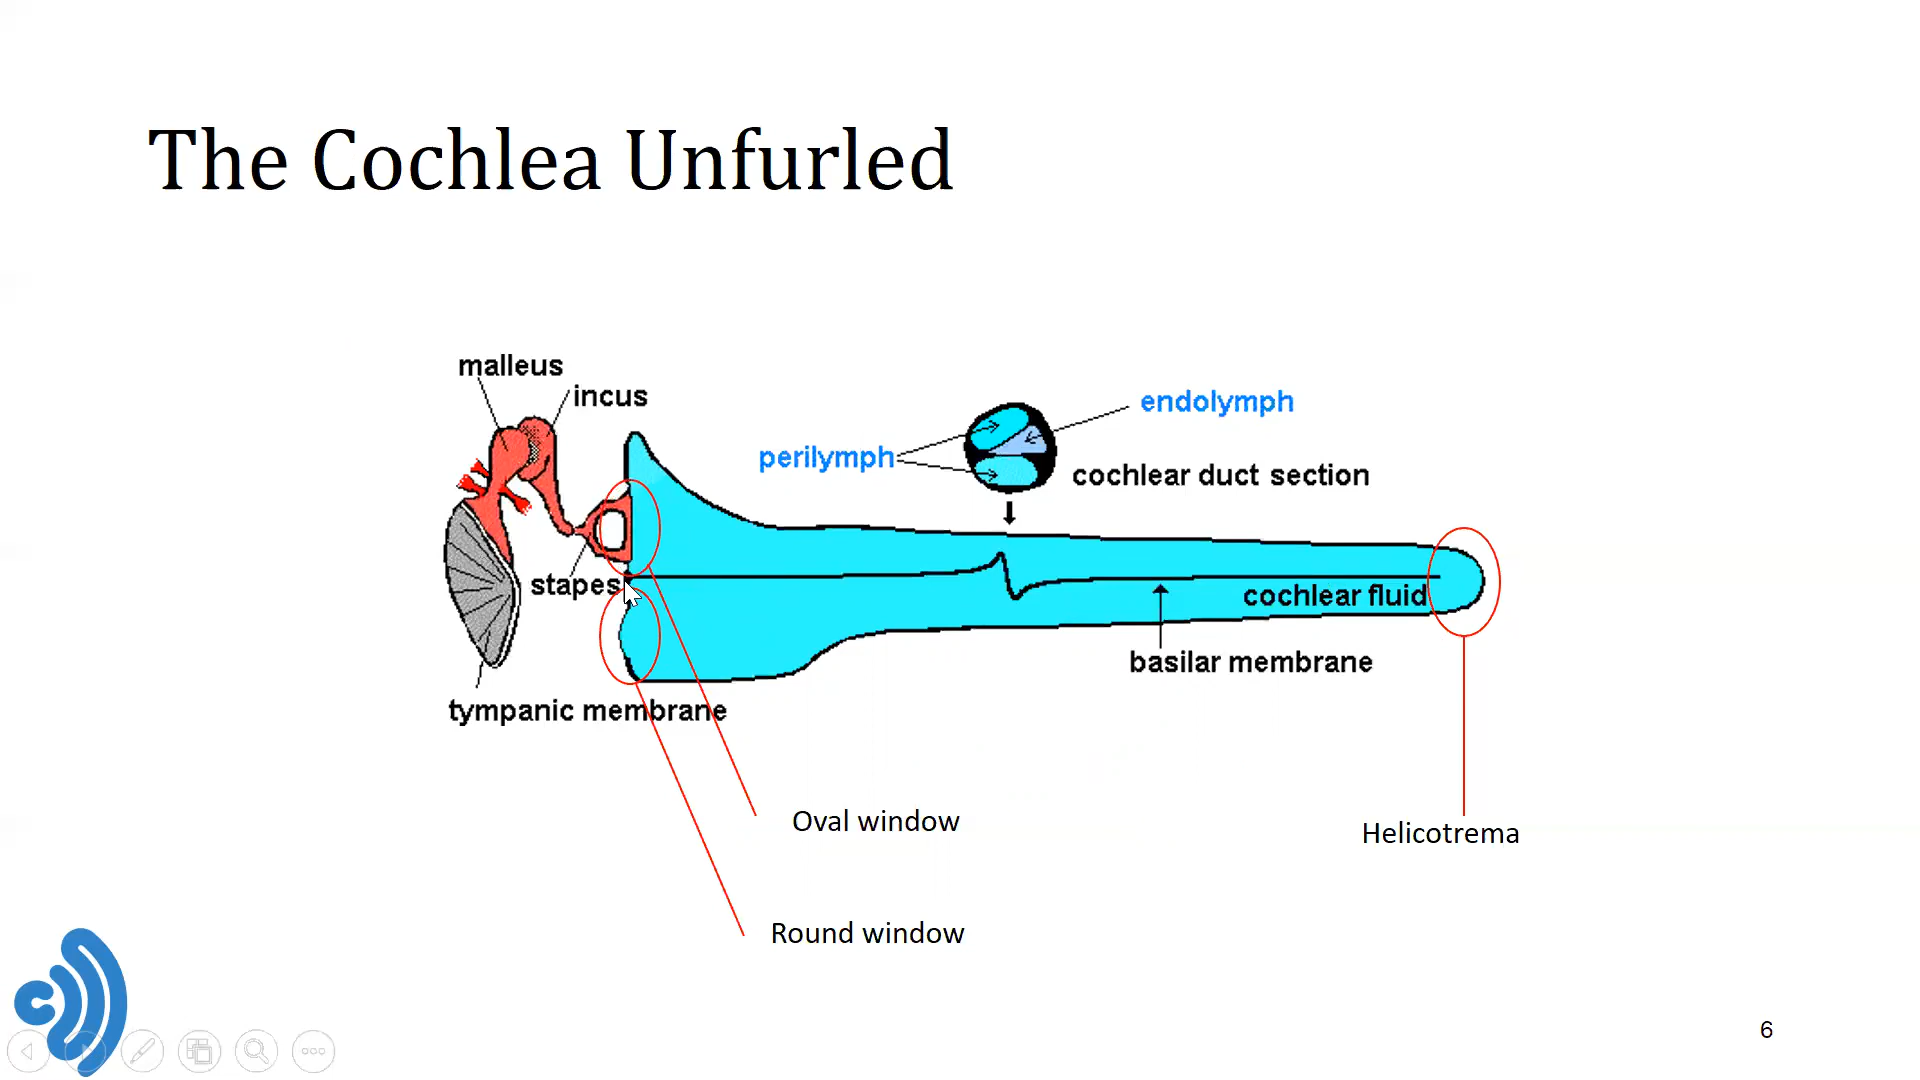 The Cochlea Unfurled
malleus
incus
endolymph
perilymph
cochlear duct section
stapes
cochlear fluid
basilar membrane
tympanic membrane
Oval window
Helicotrema
Round window
6